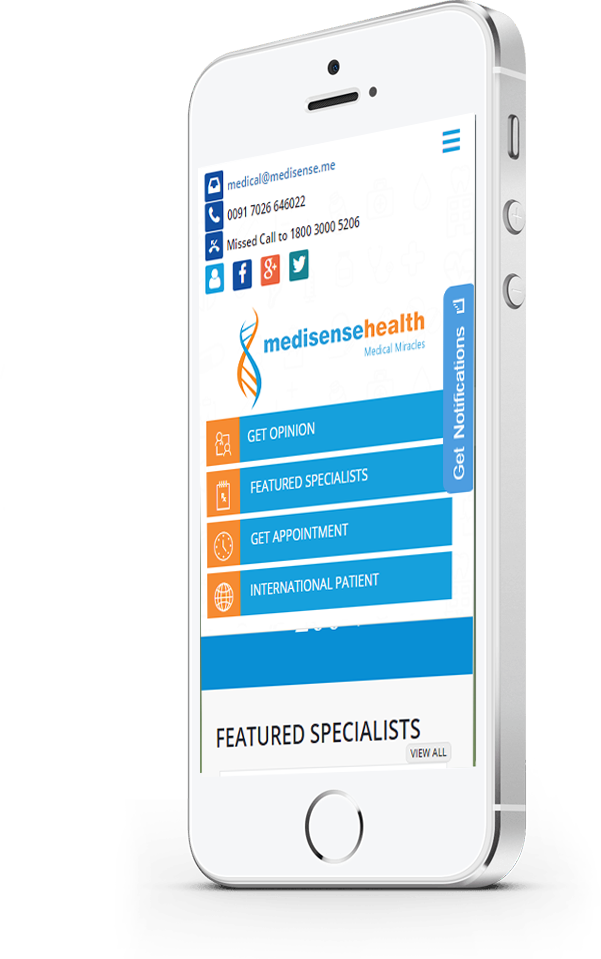 medical@medisense.me
0091 7026 646022
Missed Call to 1800 3000 5206
medisensehealth
Medical Miracles
Get Notifications
GET OPINION
FEATURED SPECIALISTS
GET APPOINTMENT
INTERNATIONAL PATIENT
FEATURED SPECIALISTS
VIEW ALL